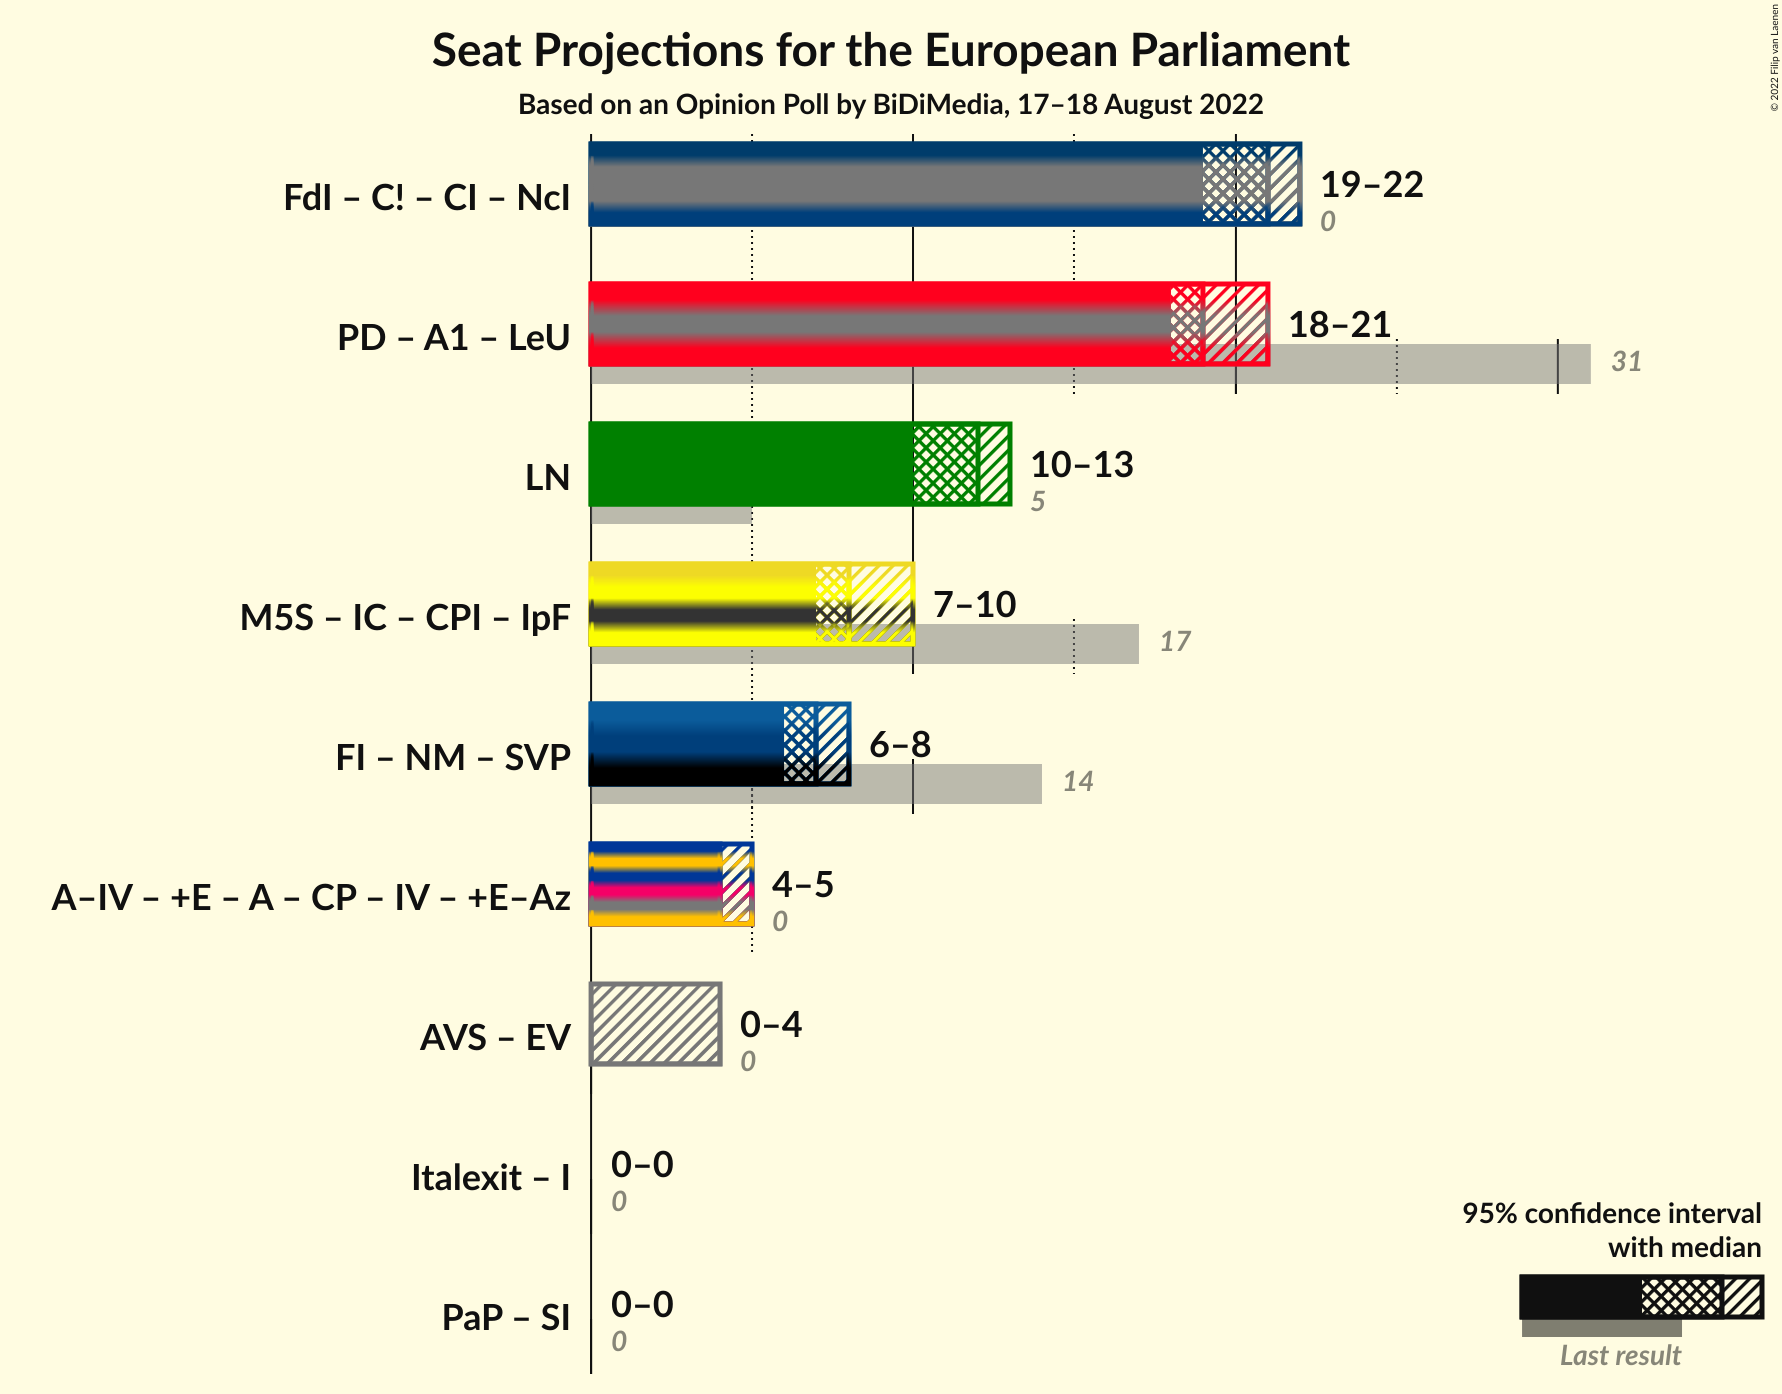 Seat Projections for the European Parliament
Based on an Opinion Poll by BiDiMedia, 17–18 August 2022
© 2022 Filip van Laenen
FdI – C! – CI – NcI
19–22
0
PD – A1 – LeU
18–21
31
LN
10–13
5
M5S – IC – CPI – IpF
7–10
17
FI – NM – SVP
6–8
14
A–IV – +E – A – CP – IV – +E–Az
4–5
0
AVS – EV
0–4
0
Italexit – I
0–0
0
PaP – SI
0–0
0
95% confidence interval
with median
Last result